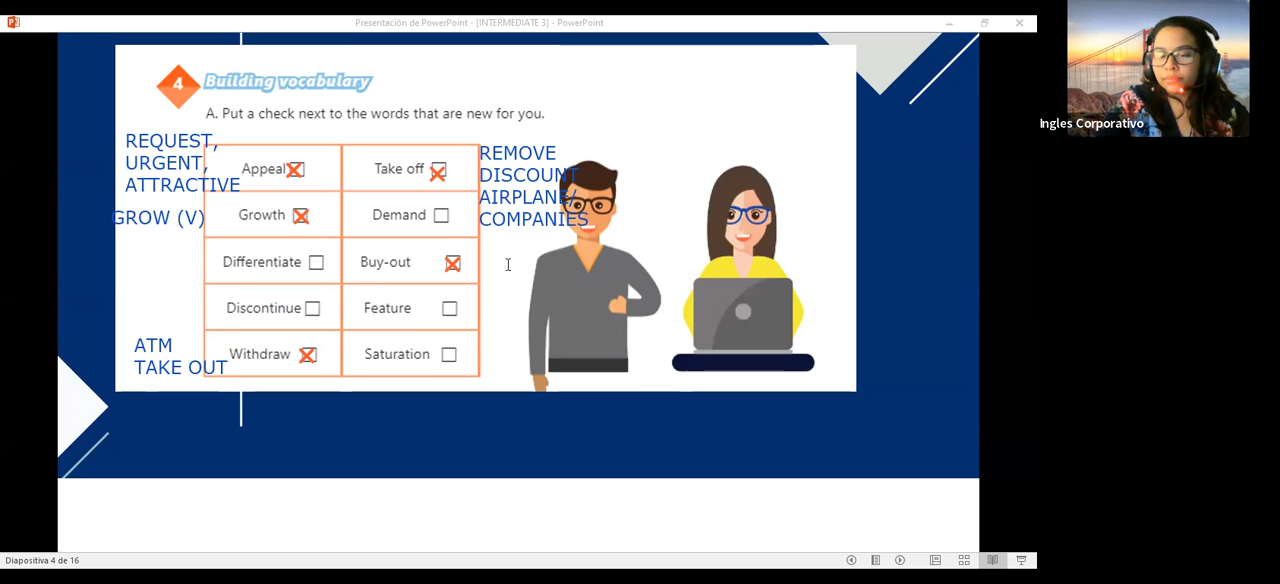 Presentación de PowerPoint - [INTERMEDIATE 3] - PowerPoint
4
Building vocabulary
A. Put a check next to the words that are new for you.
REQUEST,
URGENT,
ATTRACTIVE
GROW (V)
Appeal
Take off
Growth
Demand
Differentiate
Buy-out
Discontinue
Feature
Withdraw
Saturation
REMOVE
DISCOUNT
AIRPLANE/
COMPANIES
ATM
TAKE OUT
Ingles Corporativo
Diapositiva 4 de 16